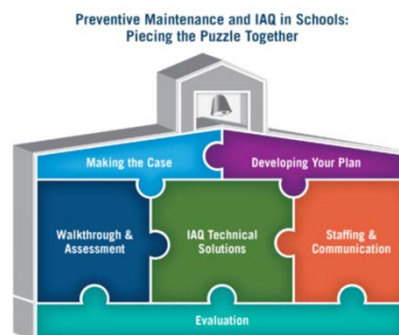 Preventive Maintenance and IAQ in Schools:
Piecing the Puzzle Together
Making the Case
Developing Your Plan
Walkthrough &
Assessment
IAQ Technical
Solutions
Staffing &
Communication
Evaluation